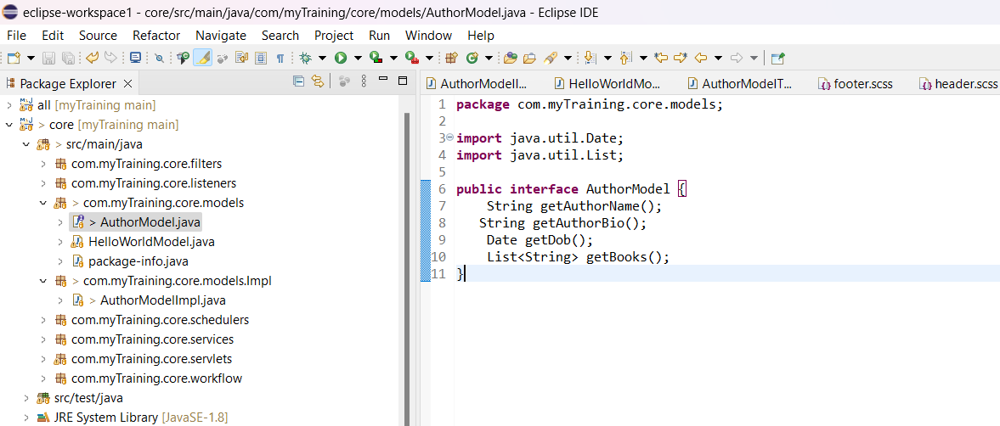 eclipse-workspace1 - core/src/main/java/com/myTraining/core/models/AuthorModel.java - Eclipse IDE
File Edit Source Refactor Navigate Search Project Run Window Help
Package Explorer
all [myTraining main]
> core [myTraining main]
> src/main/java
com.myTraining.core.filters
com.myTraining.core.listeners
> com.myTraining.core.models
> AuthorModel.java
HelloWorldModel.java
package-info.java
> com.myTraining.core.models.Impl
> AuthorModelImpl.java
com.myTraining.core.schedulers
com.myTraining.core.services
com.myTraining.core.servlets
com.myTraining.core.workflow
src/test/java
JRE System Library [JavaSE-1.8]
AuthorModelI... HelloWorldMo... AuthorModelT... footer.scss header.scss
1 package com.myTraining.core.models;
2
3 import java.util.Date;
4 import java.util.List;
5
6 public interface AuthorModel {
7 String getAuthorName();
8 String getAuthorBio();
9 Date getDob();
10 List<String> getBooks();
11 }